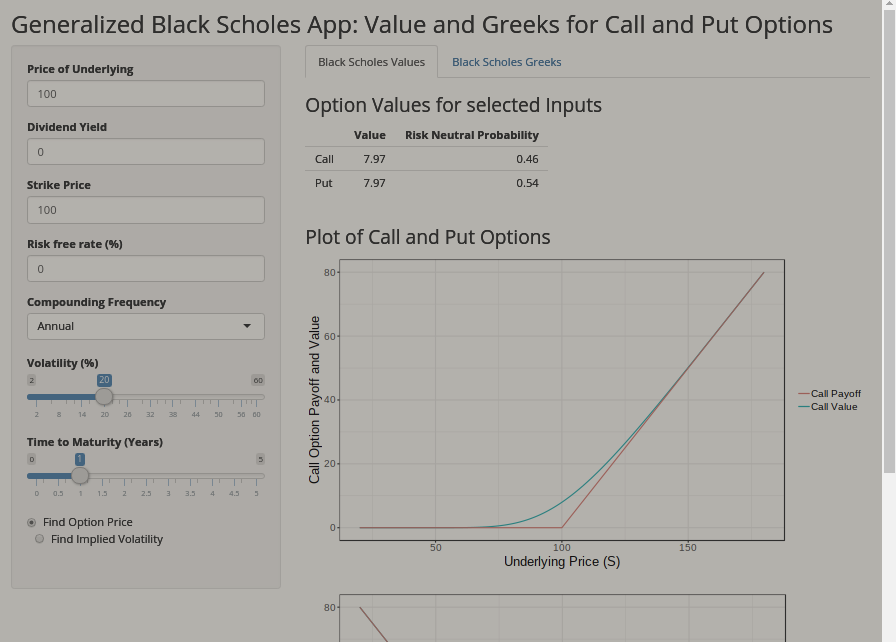 Generalized Black Scholes App: Value and Greeks for Call and Put Options
Price of Underlying
100
Dividend Yield
0
Strike Price
100
Risk free rate (%)
0
Compounding Frequency
Annual
Volatility (%)
2 20 60
2 8 14 20 26 32 38 44 50 56 60
Time to Maturity (Years)
0 1 5
0 0.5 1 1.5 2 2.5 3 3.5 4 4.5 5
Find Option Price
Find Implied Volatility
Black Scholes Values Black Scholes Greeks
Option Values for selected Inputs
Value Risk Neutral Probability
Call 7.97 0.46
Put 7.97 0.54
Plot of Call and Put Options
Call Option Payoff and Value
80
60
40
20
0
50 100 150
Underlying Price (S)
Call Payoff
Call Value
80